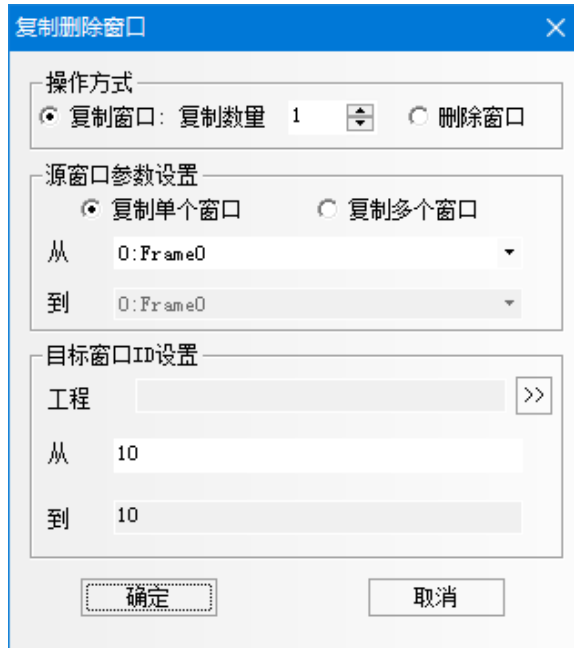 复制删除窗口
操作方式
复制窗口: 复制数量 1 删除窗口
源窗口参数设置
复制单个窗口 复制多个窗口
从 0:Frame0
到 0:Frame0
目标窗口ID设置
工程 >>
从 10
到 10
确定 取消